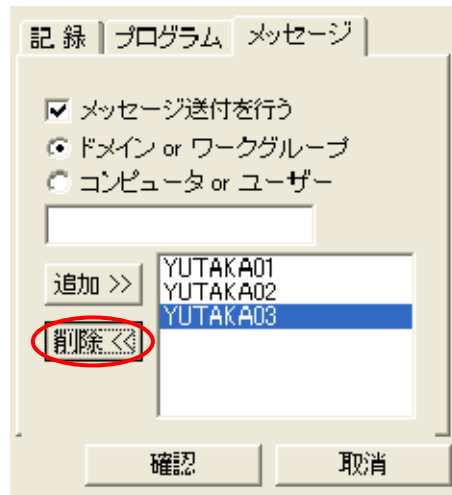 記録 プログラム メッセージ
メッセージ送付を行う
ドメイン or ワークグループ
コンピュータ or ユーザー
追加 >>
YUTAKA01
YUTAKA02
YUTAKA03
削除 <<
確認 取消